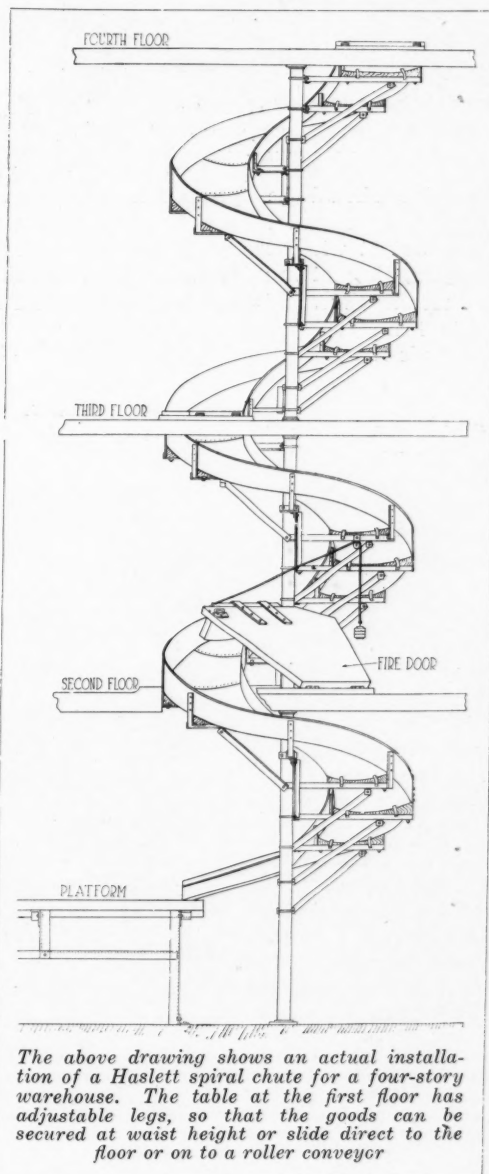 FOURTH FLOOR
THIRD FLOOR
FIRE DOOR
SECOND FLOOR
PLATFORM
The above drawing shows an actual installa-
tion of a Haslett spiral chute for a four-story
warehouse. The table at the first floor has
adjustable legs, so that the goods can be
secured at waist height or slide direct to the
floor or on to a roller conveyor